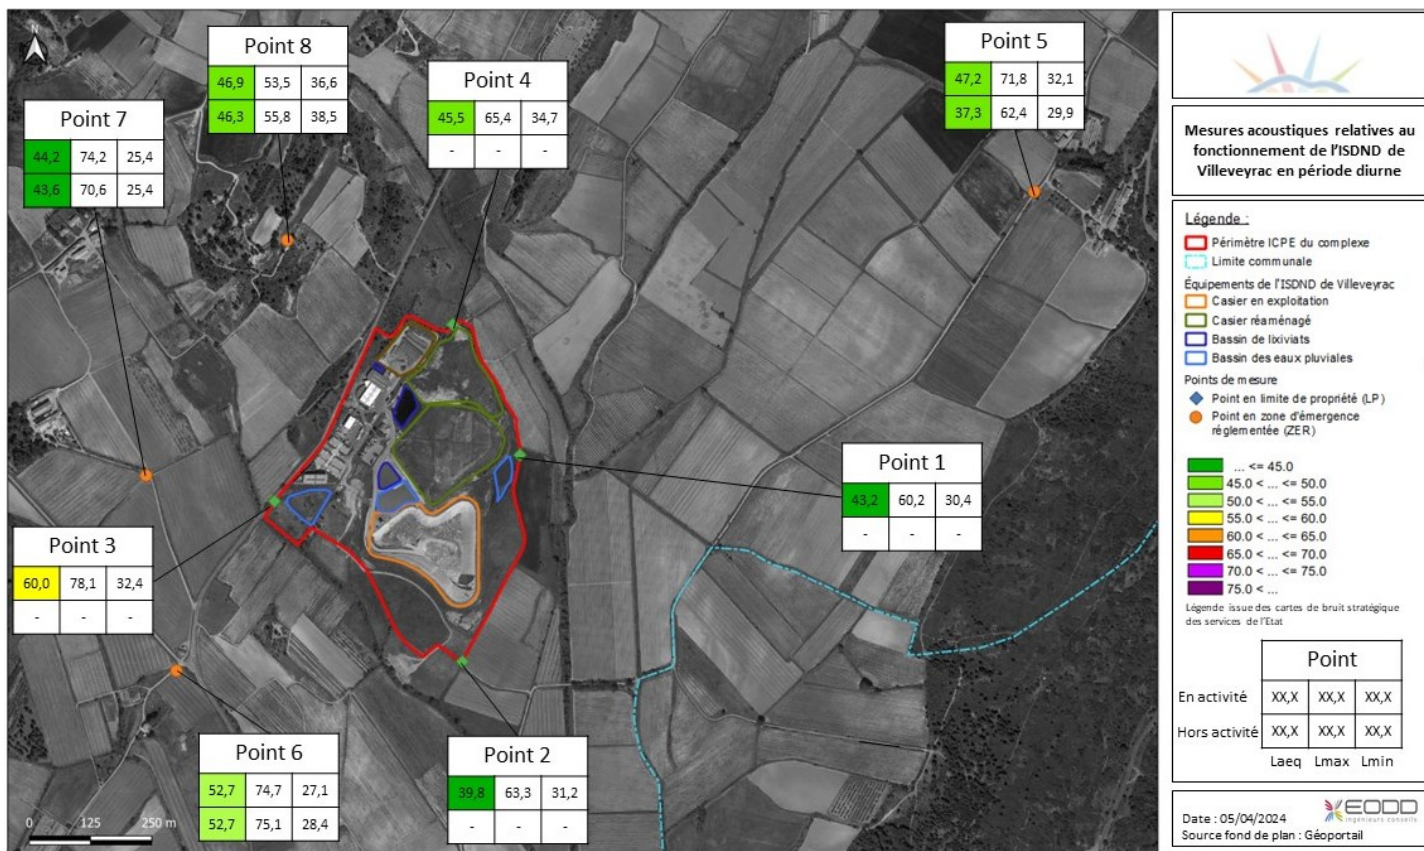 N
Point 8
46,9 53,5 36,6
46,3 55,8 38,5
Point 4
45,5 65,4 34,7
- - -
Point 5
47,2 71,8 32,1
37,3 62,4 29,9
Point 7
44,2 74,2 25,4
43,6 70,6 25,4
Point 1
43,2 60,2 30,4
- - -
Point 3
60,0 78,1 32,4
- - -
Point 6
52,7 74,7 27,1
52,7 75,1 28,4
Point 2
39,8 63,3 31,2
- - -
0 125 250 m
Mesures acoustiques relatives au
fonctionnement de l'ISDND de
Villeveyrac en période diurne
Légende :
Périmètre ICPE du complexe
Limite communale
Équipements de l'ISDND de Villeveyrac
Casier en exploitation
Casier réaménagé
Bassin de lixiviats
Bassin des eaux pluviales
Points de mesure
Point en limite de propriété (LP)
Point en zone d'émergence
réglementée (ZER)
... <= 45.0
45.0 < ... <= 50.0
50.0 < ... <= 55.0
55.0 < ... <= 60.0
60.0 < ... <= 65.0
65.0 < ... <= 70.0
70.0 < ... <= 75.0
75.0 < ...
Légende issue des cartes de bruit stratégique
des services de l'Etat
Point
En activité XX,X XX,X XX,X
Hors activité XX,X XX,X XX,X
Laeq Lmax Lmin
Date : 05/04/2024
EODD
ingénieurs conseils
Source fond de plan : Géoportail